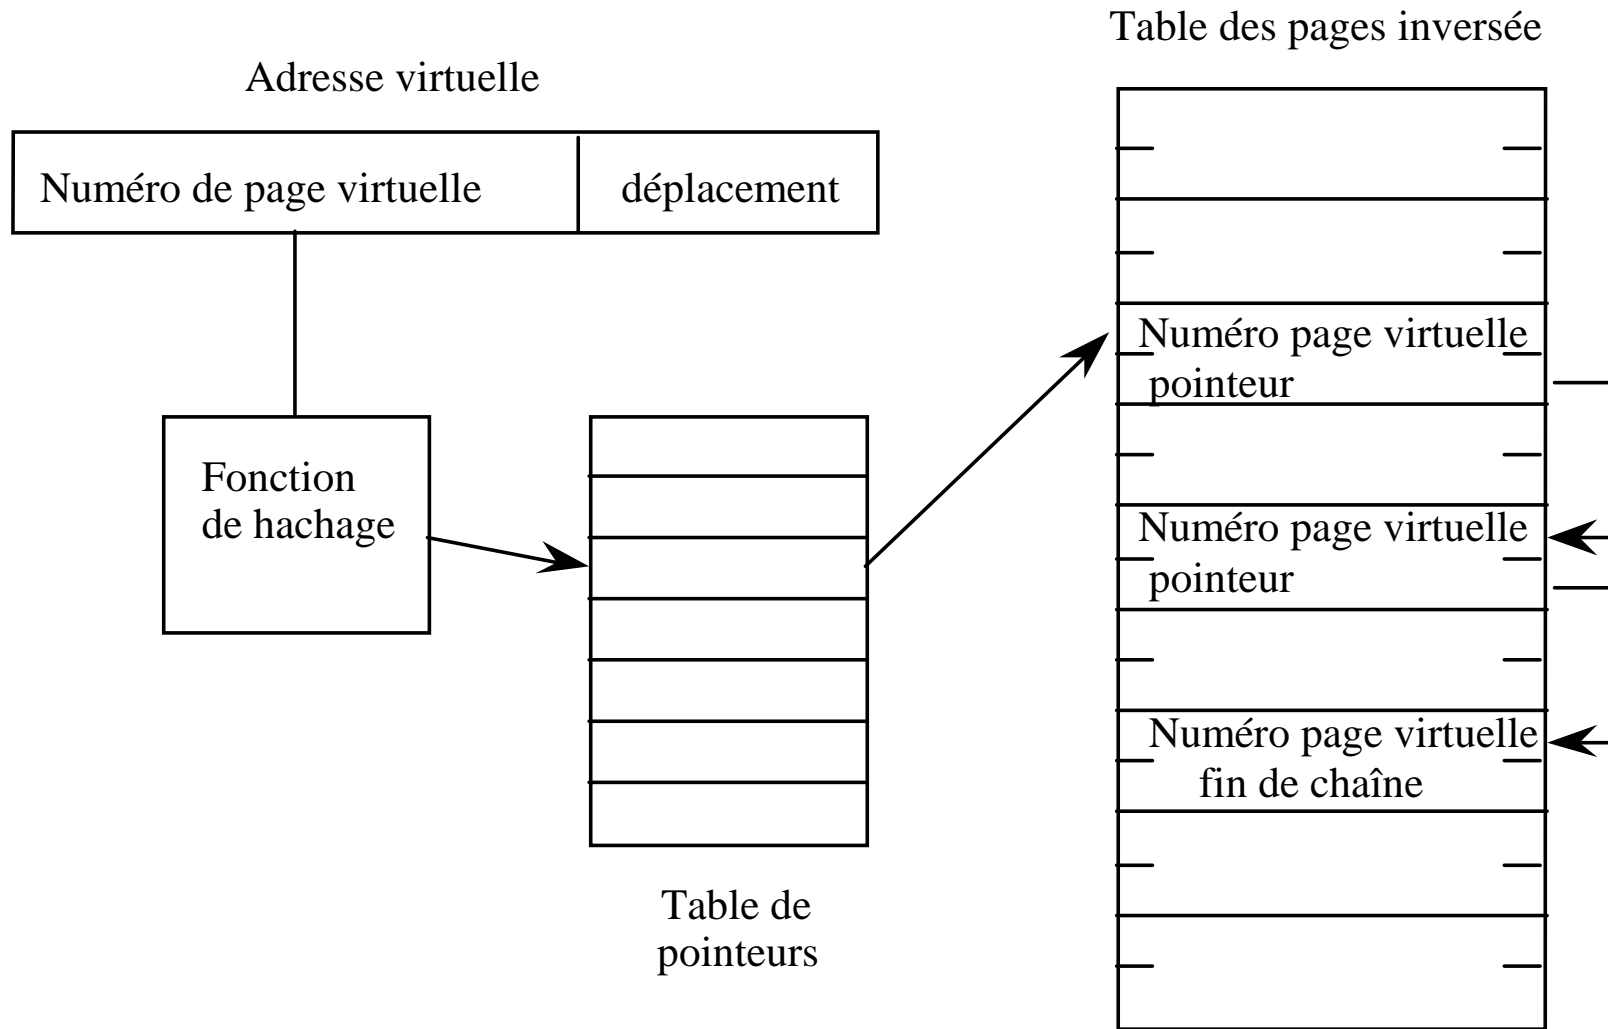 Table des pages inversée
Adresse virtuelle
Numéro de page virtuelle
déplacement
Numéro page virtuelle
pointeur
Fonction
de hachage
Numéro page virtuelle
pointeur
Numéro page virtuelle
fin de chaîne
Table de
pointeurs